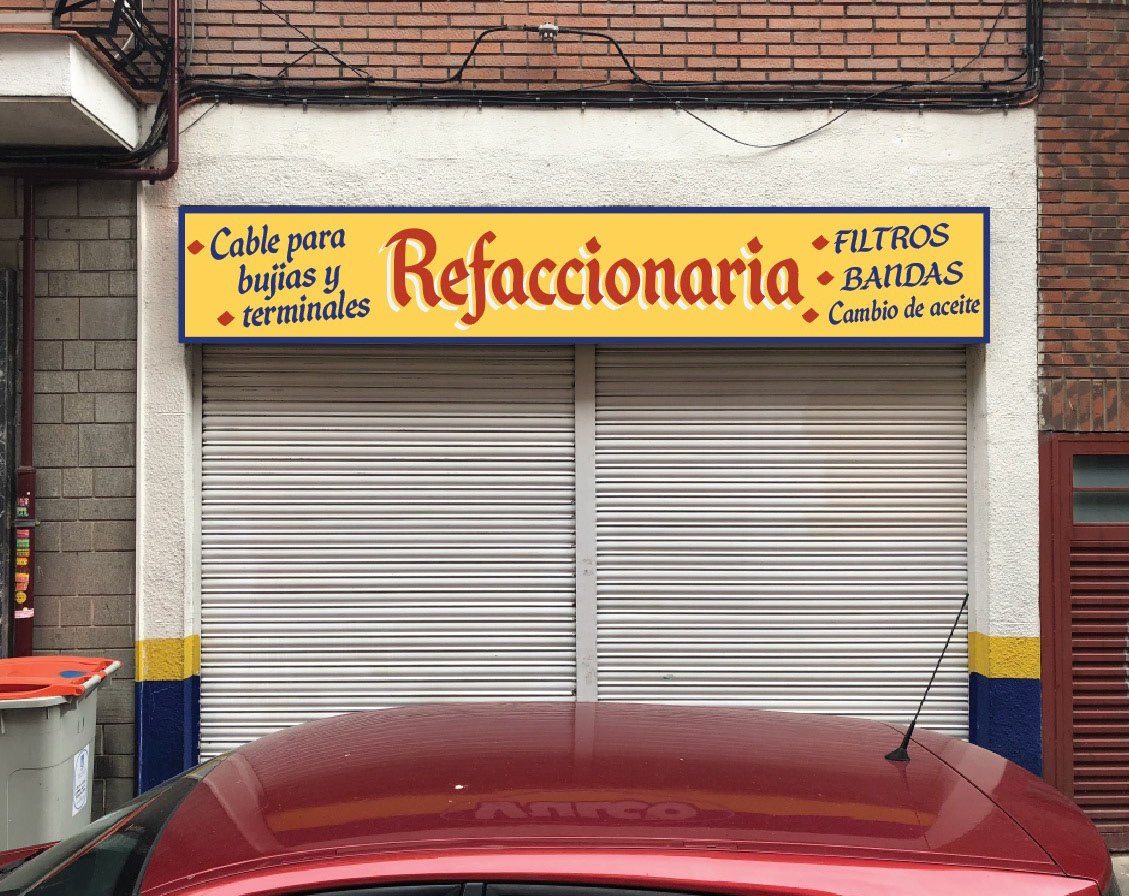 Cable para
bujias y
terminales
Refaccionaria
FILTROS
BANDAS
Cambio de aceite